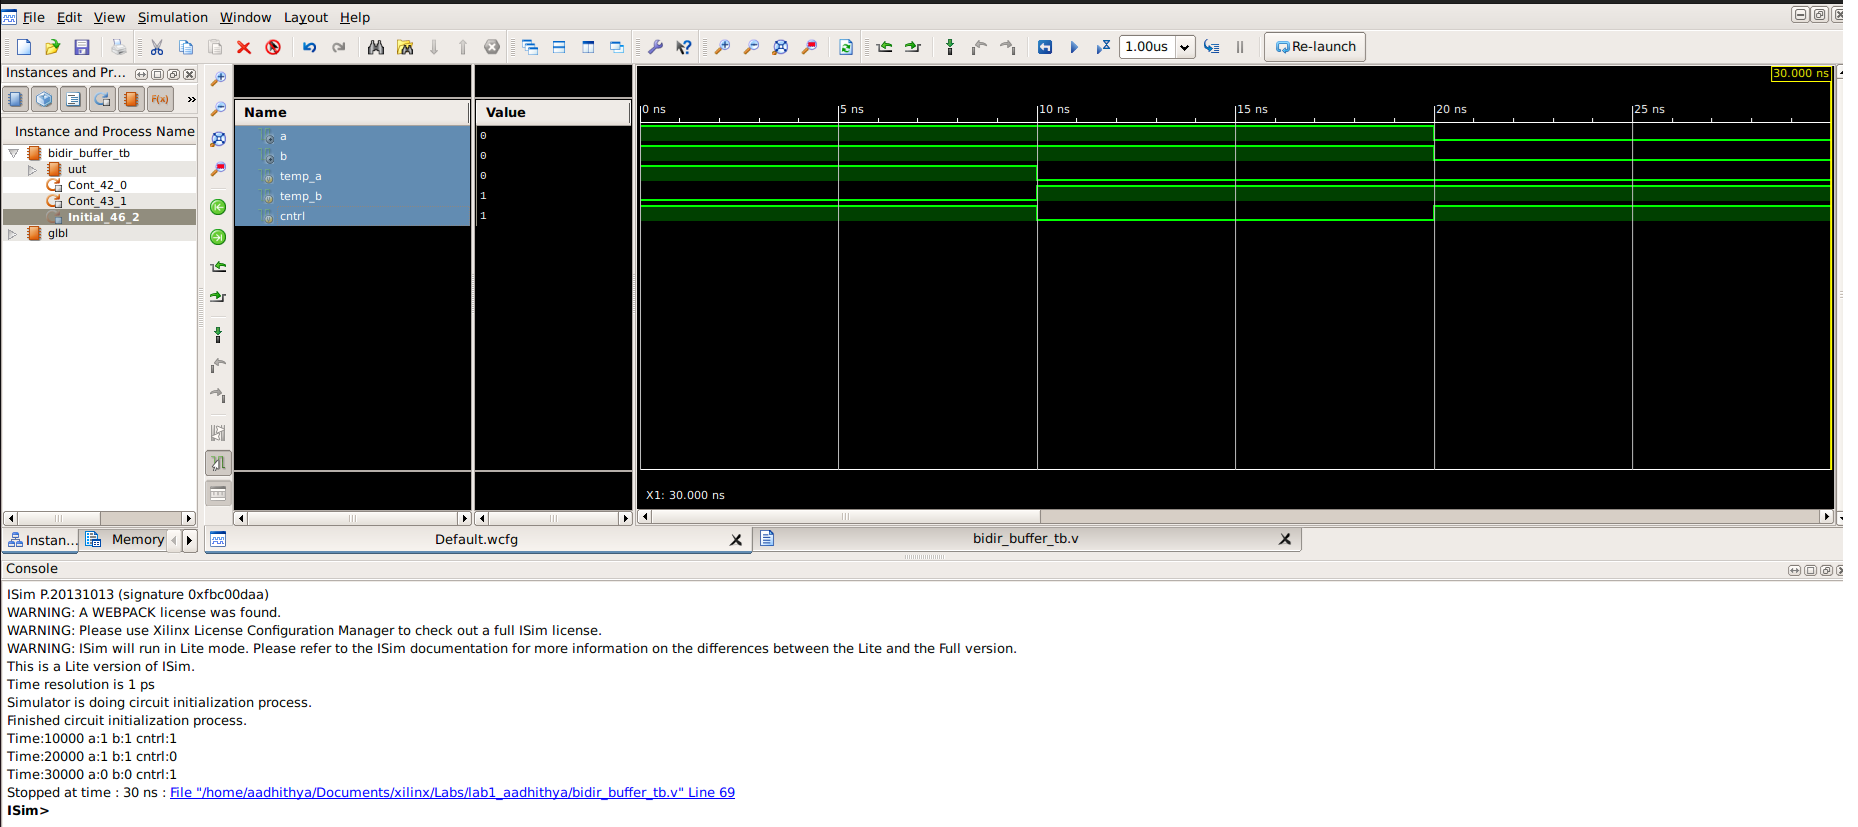 File Edit View Simulation Window Layout Help
1.00us Re-launch
Instances and Pr...
F(x) »
Instance and Process Name
bidir_buffer_tb
uut
Cont_42_0
Cont_43_1
Initial_46_2
glbl
Instan... Memory
Name Value
a 0
b 0
temp_a 0
temp_b 1
cntrl 1
30.000 ns
0 ns 5 ns 10 ns 15 ns 20 ns 25 ns
X1: 30.000 ns
Default.wcfg bidir_buffer_tb.v
Console
ISim P.20131013 (signature 0xfbc00daa)
WARNING: A WEBPACK license was found.
WARNING: Please use Xilinx License Configuration Manager to check out a full ISim license.
WARNING: ISim will run in Lite mode. Please refer to the ISim documentation for more information on the differences between the Lite and the Full version.
This is a Lite version of ISim.
Time resolution is 1 ps
Simulator is doing circuit initialization process.
Finished circuit initialization process.
Time:10000 a:1 b:1 cntrl:1
Time:20000 a:1 b:1 cntrl:0
Time:30000 a:0 b:0 cntrl:1
Stopped at time : 30 ns : File "/home/aadhithya/Documents/xilinx/Labs/lab1_aadhithya/bidir_buffer_tb.v" Line 69
ISim>